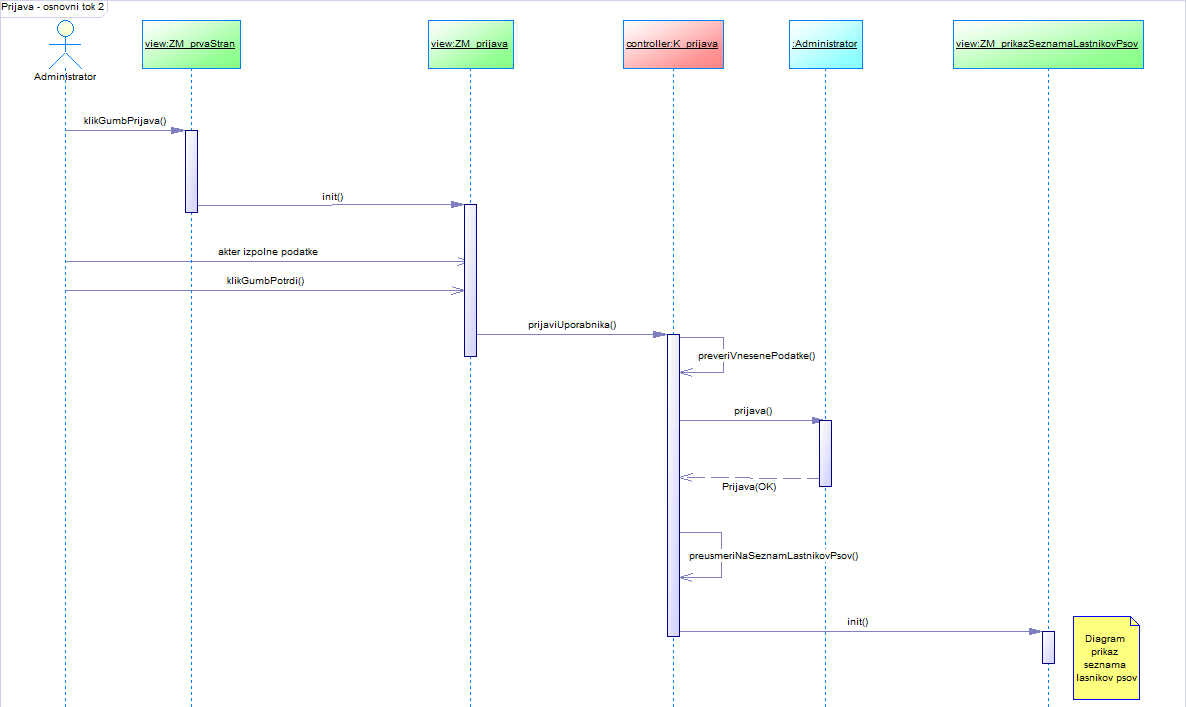 Prijava - osnovni tok 2
Administrator
view:ZM_prvaStran
view:ZM_prijava
controller:K_prijava
:Administrator
view:ZM_prikazSeznamaLastnikovPsov
klikGumbPrijava()
init()
akter izpolne podatke
klikGumbPotrdi()
prijaviUporabnika()
preveriVnesenePodatke()
prijava()
Prijava(OK)
preusmeriNaSeznamLastnikovPsov()
init()
Diagram
prikaz
seznama
lasnikov psov